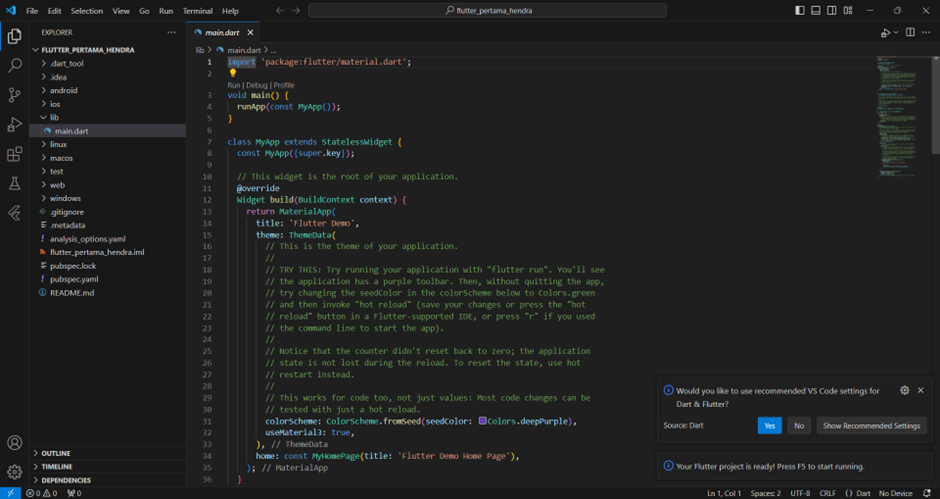 File Edit Selection View Go Run Terminal Help
flutter_pertama_hendra
EXPLORER
FLUTTER_PERTAMA_HENDRA
.dart_tool
.idea
android
ios
lib
main.dart
linux
macos
test
web
windows
.gitignore
.metadata
analysis_options.yaml
flutter_pertama_hendra.iml
pubspec.lock
pubspec.yaml
README.md
OUTLINE
TIMELINE
DEPENDENCIES
main.dart
lib > main.dart > ...
1 import 'package:flutter/material.dart';
2
Run | Debug | Profile
3 void main() {
4 runApp(const MyApp());
5 }
6
7 class MyApp extends StatelessWidget {
8 const MyApp({super.key});
9
10 // This widget is the root of your application.
11 @override
12 Widget build(BuildContext context) {
13 return MaterialApp(
14 title: 'Flutter Demo',
15 theme: ThemeData(
16 // This is the theme of your application.
17 //
18 // TRY THIS: Try running your application with "flutter run". You'll see
19 // the application has a purple toolbar. Then, without quitting the app,
20 // try changing the seedColor in the colorScheme below to Colors.green
21 // and then invoke "hot reload" (save your changes or press the "hot
22 // reload" button in a Flutter-supported IDE, or press "r" if you used
23 // the command line to start the app).
24 //
25 // Notice that the counter didn't reset back to zero; the application
26 // state is not lost during the reload. To reset the state, use hot
27 // restart instead.
28 //
29 // This works for code too, not just values: Most code changes can be
30 // tested with just a hot reload.
31 colorScheme: ColorScheme.fromSeed(seedColor: Colors.deepPurple),
32 useMaterial3: true,
33 ), // ThemeData
34 home: const MyHomePage(title: 'Flutter Demo Home Page'),
35 ); // MaterialApp
36 }
Would you like to use recommended VS Code settings for
Dart & Flutter?
Source: Dart
Yes No Show Recommended Settings
Your Flutter project is ready! Press F5 to start running.
0 0 0 Ln 1, Col 1 Spaces: 2 UTF-8 CRLF {} Dart No Device